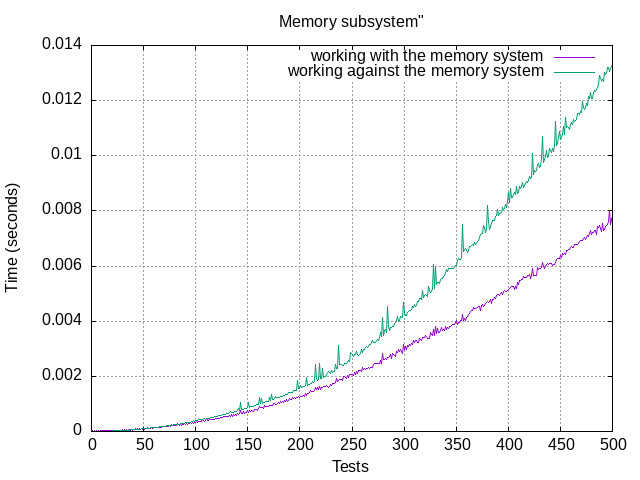 Memory subsystem"
working with the memory system
working against the memory system
0.014
0.012
0.01
0.008
0.006
0.004
0.002
0
Time (seconds)
0 50 100 150 200 250 300 350 400 450 500
Tests